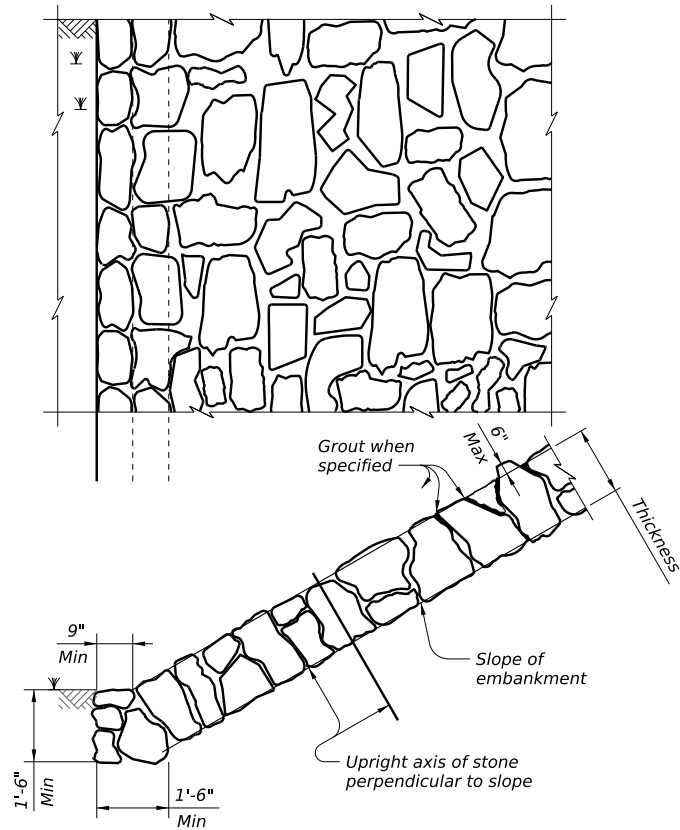 6"
Max
Grout when
specified
Thickness
9"
Min
Slope of
embankment
1'-6"
Min
Upright axis of stone
perpendicular to slope
1'-6"
Min